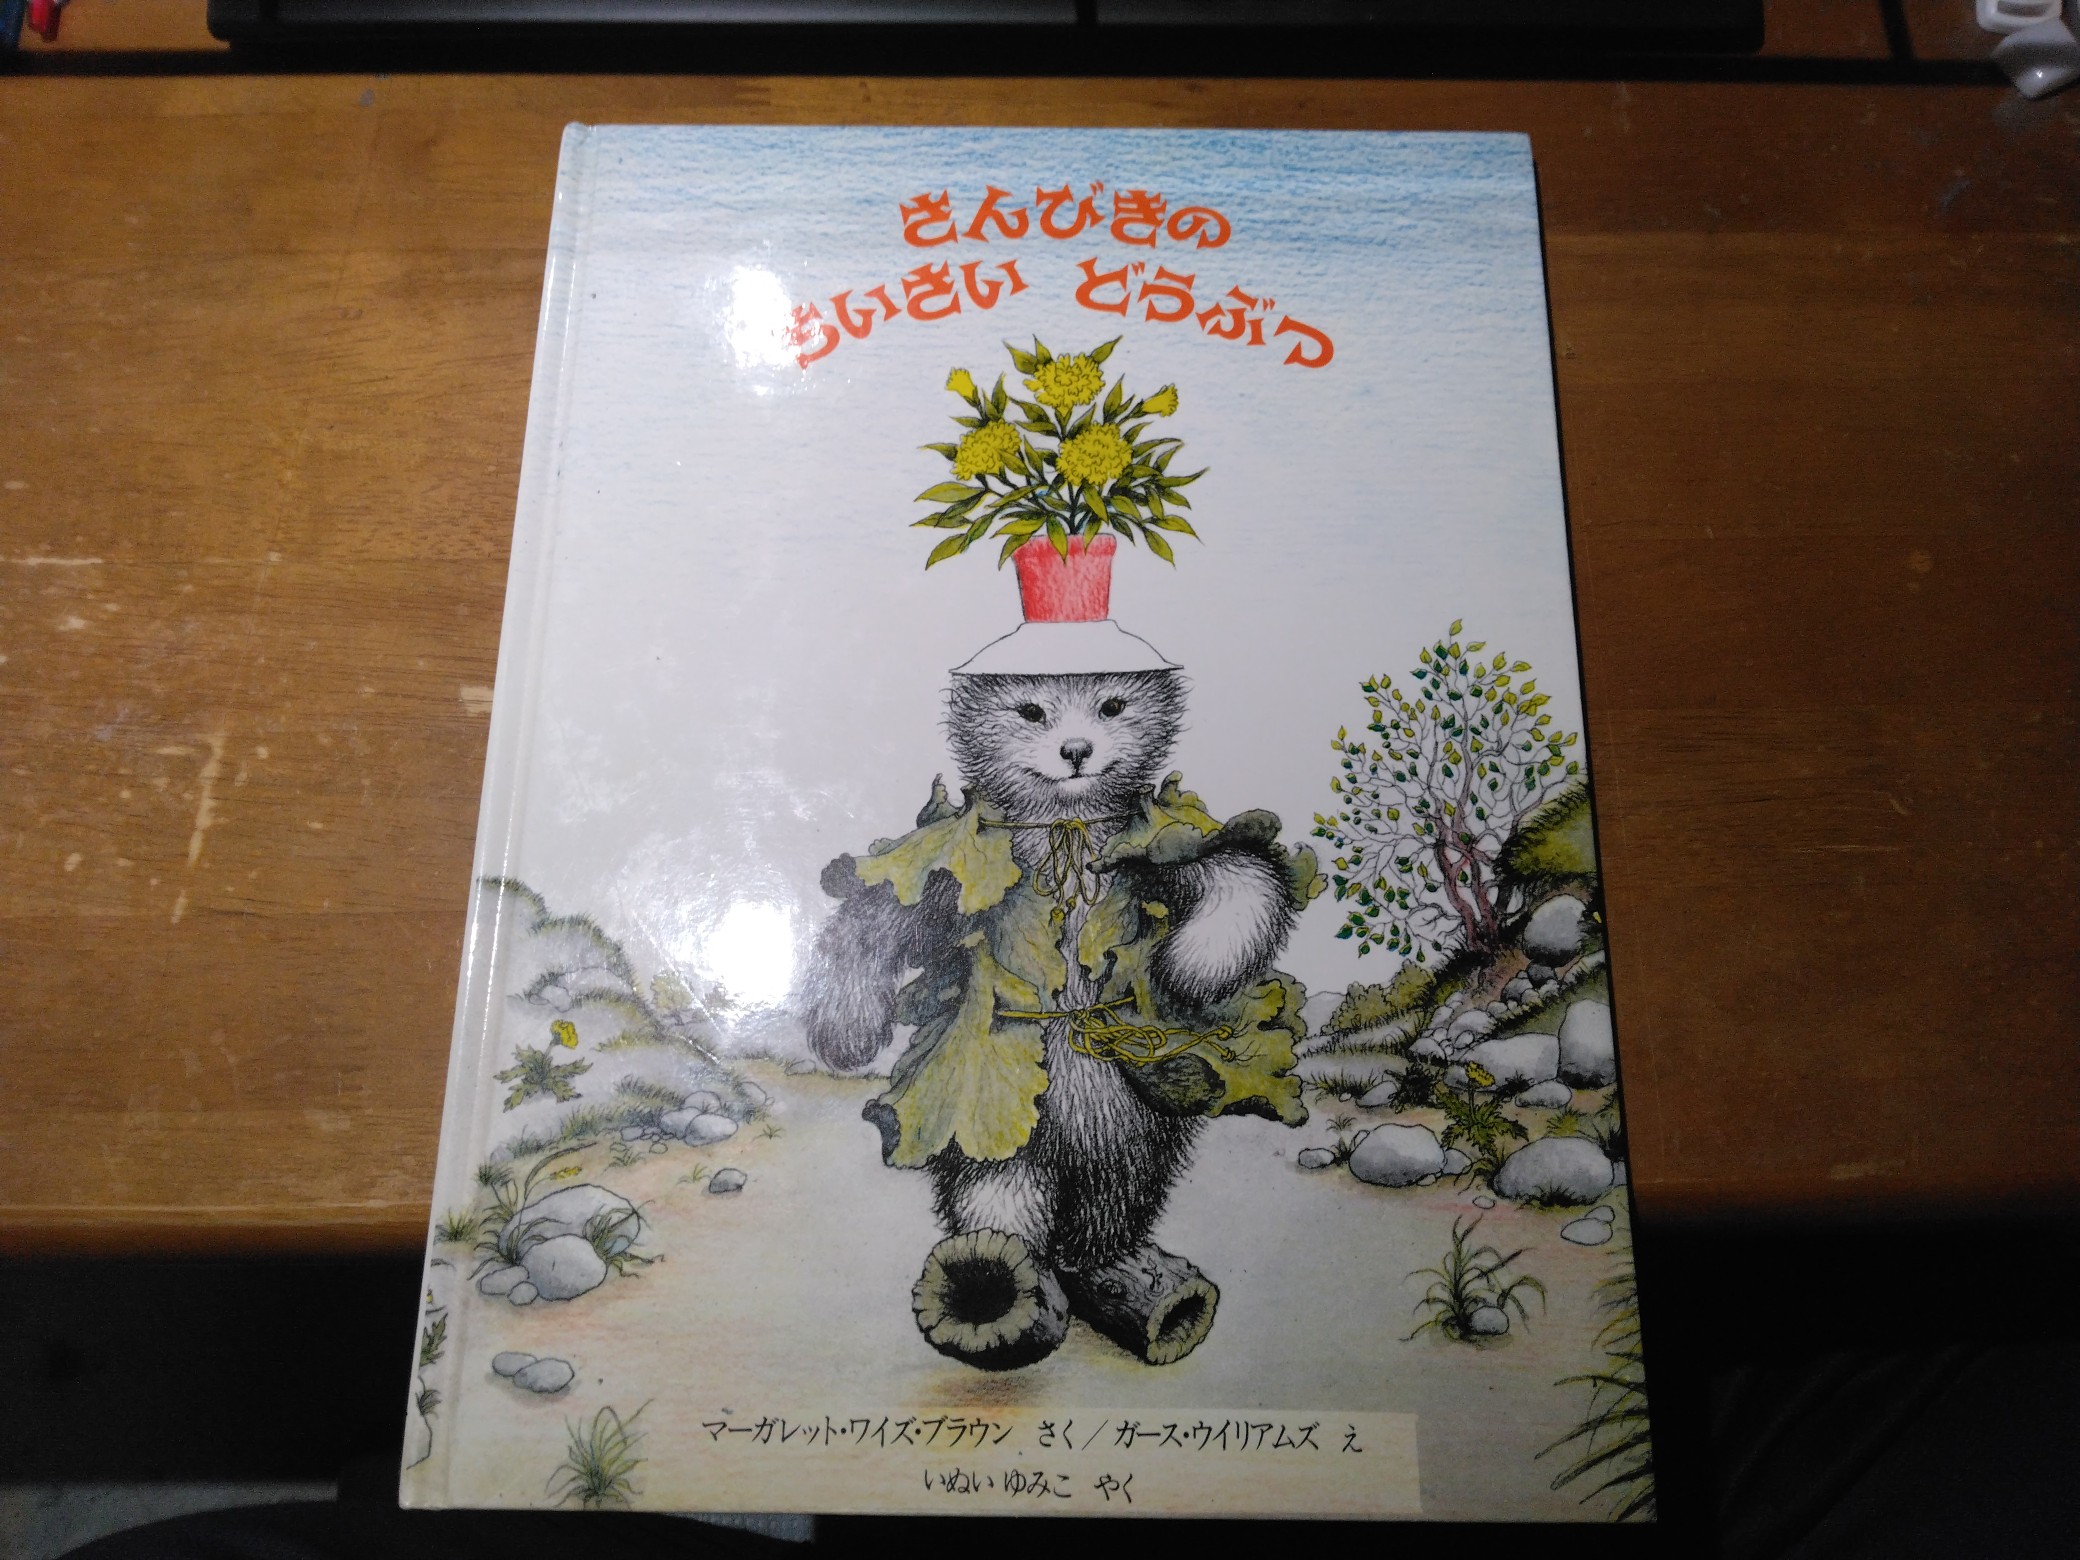 さんびきの
ちいさい どうぶつ
マーガレット・ワイズ・ブラウン さく／ガース・ウイリアムズ え
いぬい ゆみこ やく